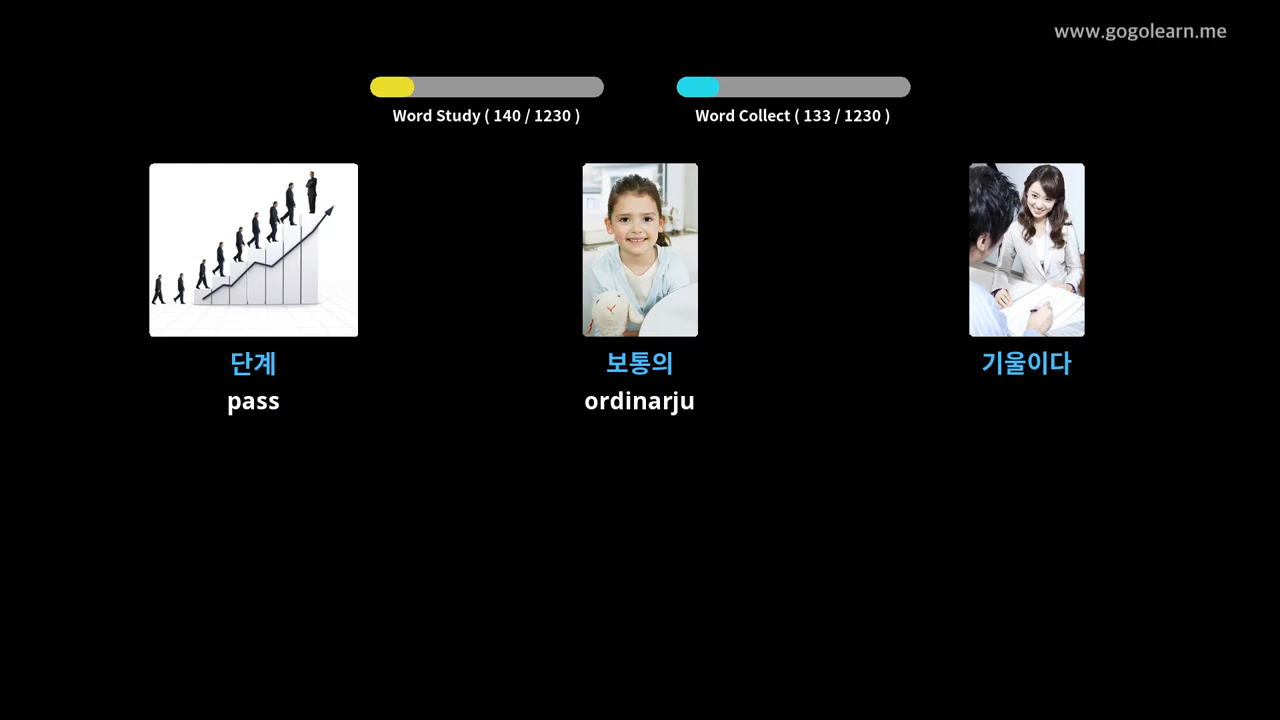 www.gogolearn.me
Word Study ( 140 / 1230 )
Word Collect ( 133 / 1230 )
단계
보통의
기울이다
pass
ordinarju